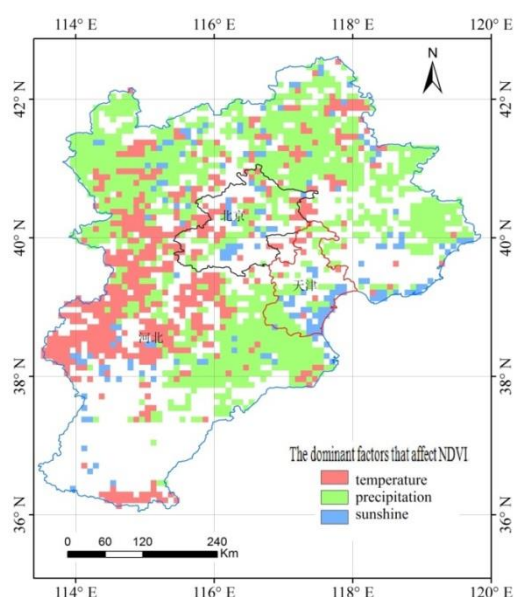 114° E 116° E 118° E 120° E
N
42° N 42° N
北京
40° N 40° N
天津
河北
38° N 38° N
The dominant factors that affect NDVI
temperature
precipitation
sunshine
36° N 36° N
0 60 120 240
Km
114° E 116° E 118° E 120° E